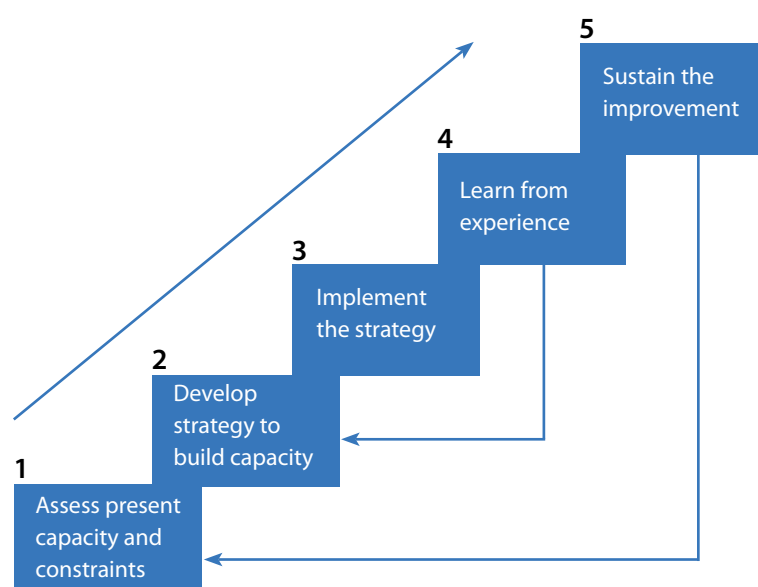 1
Assess present
capacity and
constraints
2
Develop
strategy to
build capacity
3
Implement
the strategy
4
Learn from
experience
5
Sustain the
improvement